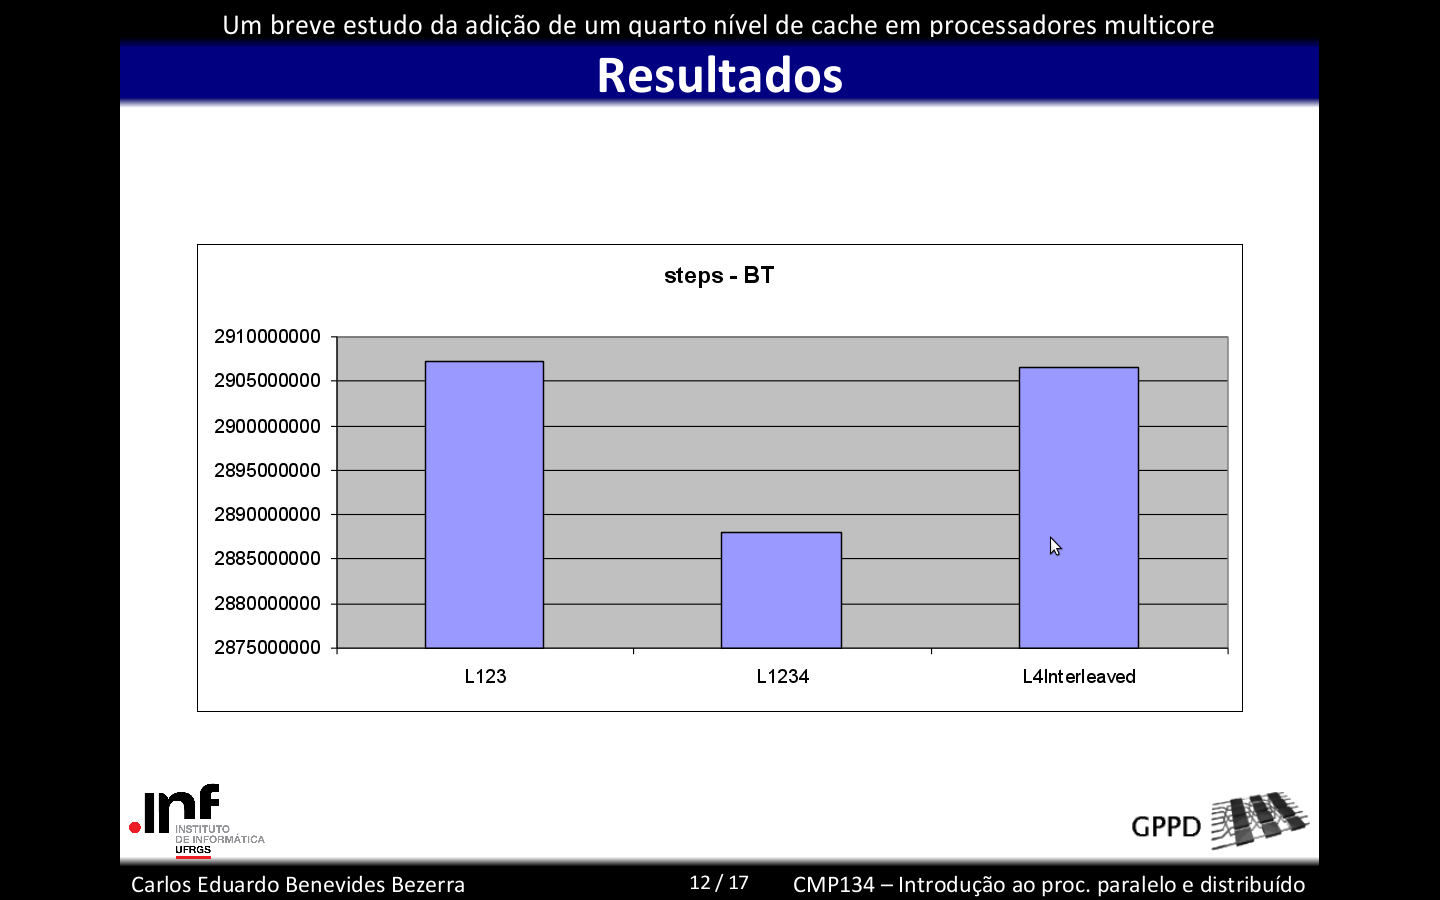 Um breve estudo da adição de um quarto nível de cache em processadores multicore
Resultados
steps - BT
2910000000
2905000000
2900000000
2895000000
2890000000
2885000000
2880000000
2875000000
L123 L1234 L4Interleaved
.inf
INSTITUTO
DE INFORMÁTICA
UFRGS
GPPD
Carlos Eduardo Benevides Bezerra 12 / 17 CMP134 – Introdução ao proc. paralelo e distribuído